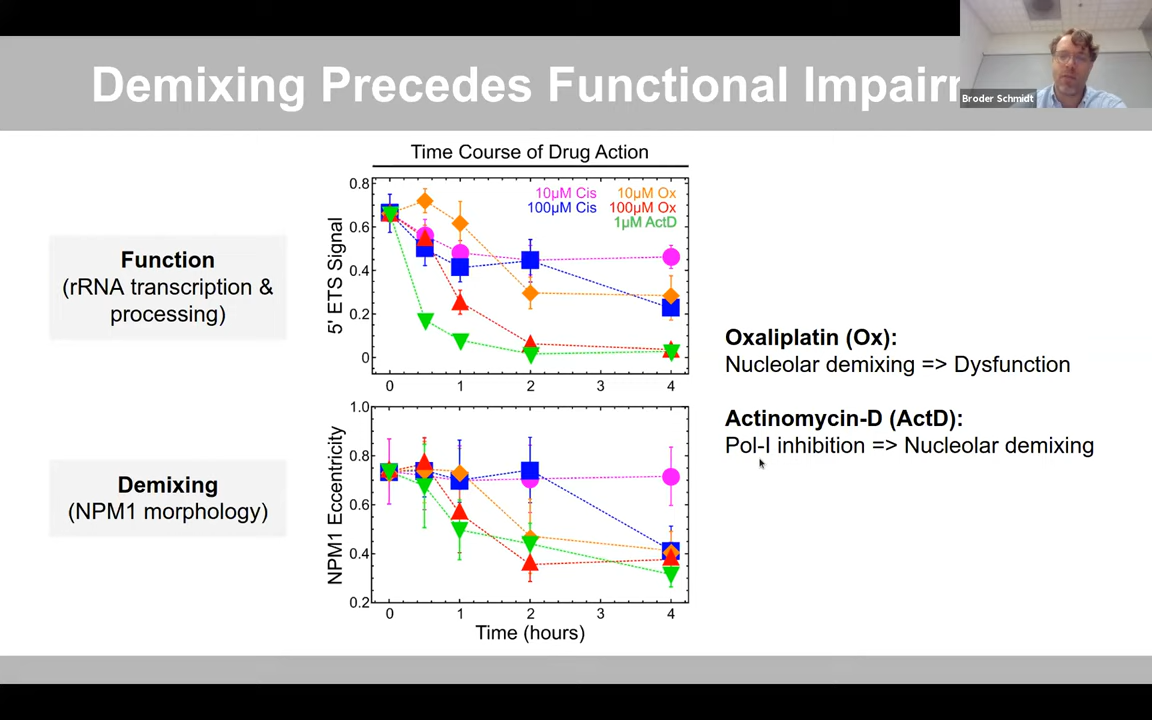 Demixing Precedes Functional Impairm
Broder Schmidt
Time Course of Drug Action
Function
(rRNA transcription &
processing)
5' ETS Signal
0.8
0.6
0.4
0.2
0
10µM Cis 10µM Ox
100µM Cis 100µM Ox
1µM ActD
0 1 2 3 4
Demixing
(NPM1 morphology)
NPM1 Eccentricity
1.0
0.8
0.6
0.4
0.2
0 1 2 3 4
Time (hours)
Oxaliplatin (Ox):
Nucleolar demixing => Dysfunction
Actinomycin-D (ActD):
Pol-I inhibition => Nucleolar demixing